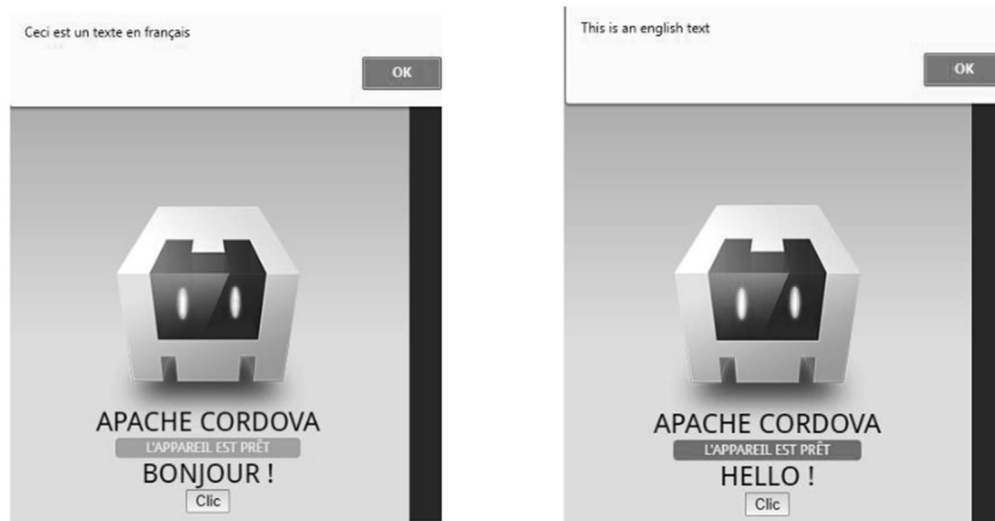 Ceci est un texte en français
OK
APACHE CORDOVA
L'APPAREIL EST PRÊT
BONJOUR !
Clic
This is an english text
OK
APACHE CORDOVA
L'APPAREIL EST PRÊT
HELLO !
Clic